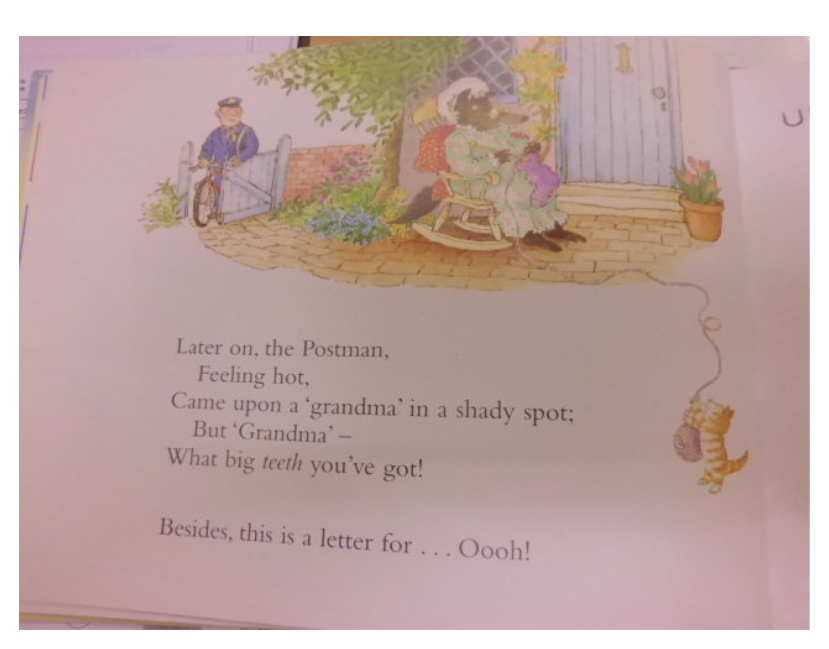 Later on, the Postman,
Feeling hot,
Came upon a ‘grandma’ in a shady spot;
But ‘Grandma’ –
What big teeth you’ve got!
Besides, this is a letter for . . . Oooh!